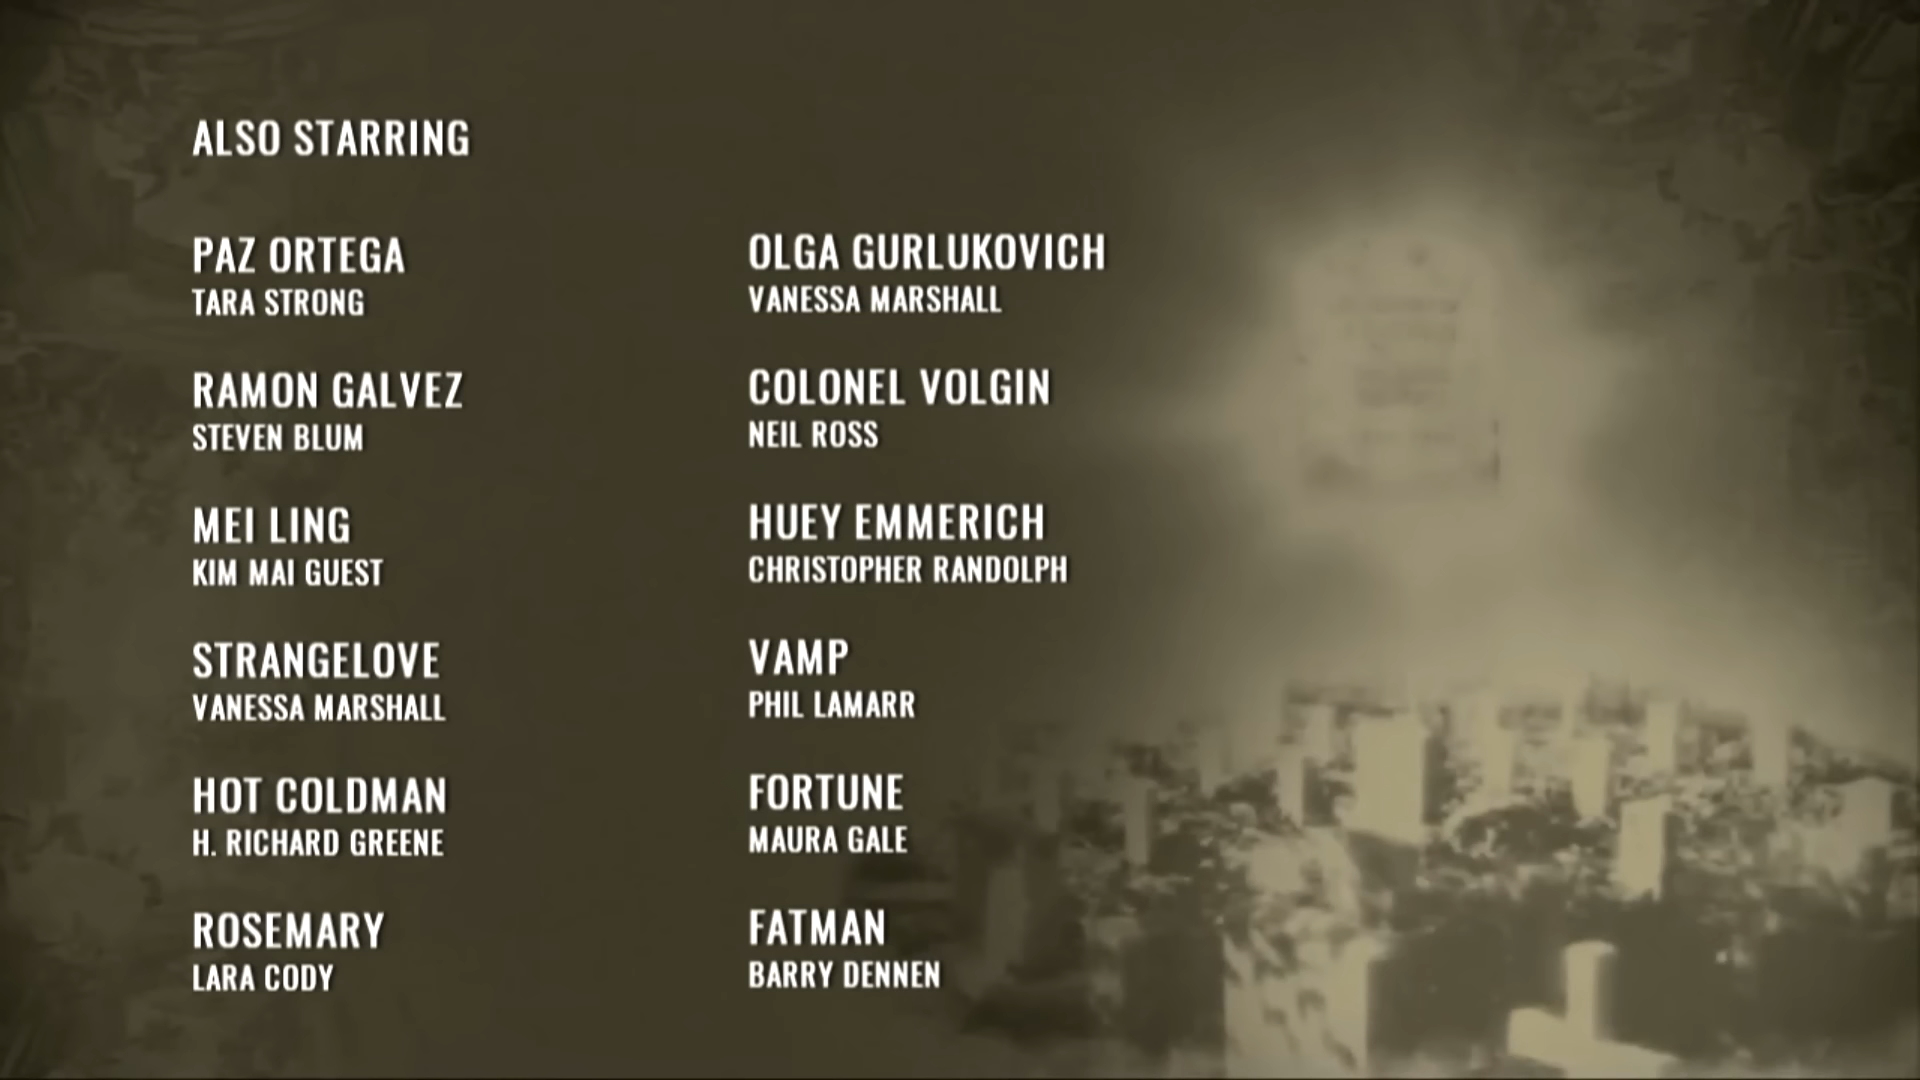 ALSO STARRING
PAZ ORTEGA
TARA STRONG
RAMON GALVEZ
STEVEN BLUM
MEI LING
KIM MAI GUEST
STRANGELOVE
VANESSA MARSHALL
HOT COLDMAN
H. RICHARD GREENE
ROSEMARY
LARA CODY
OLGA GURLUKOVICH
VANESSA MARSHALL
COLONEL VOLGIN
NEIL ROSS
HUEY EMMERICH
CHRISTOPHER RANDOLPH
VAMP
PHIL LAMARR
FORTUNE
MAURA GALE
FATMAN
BARRY DENNEN